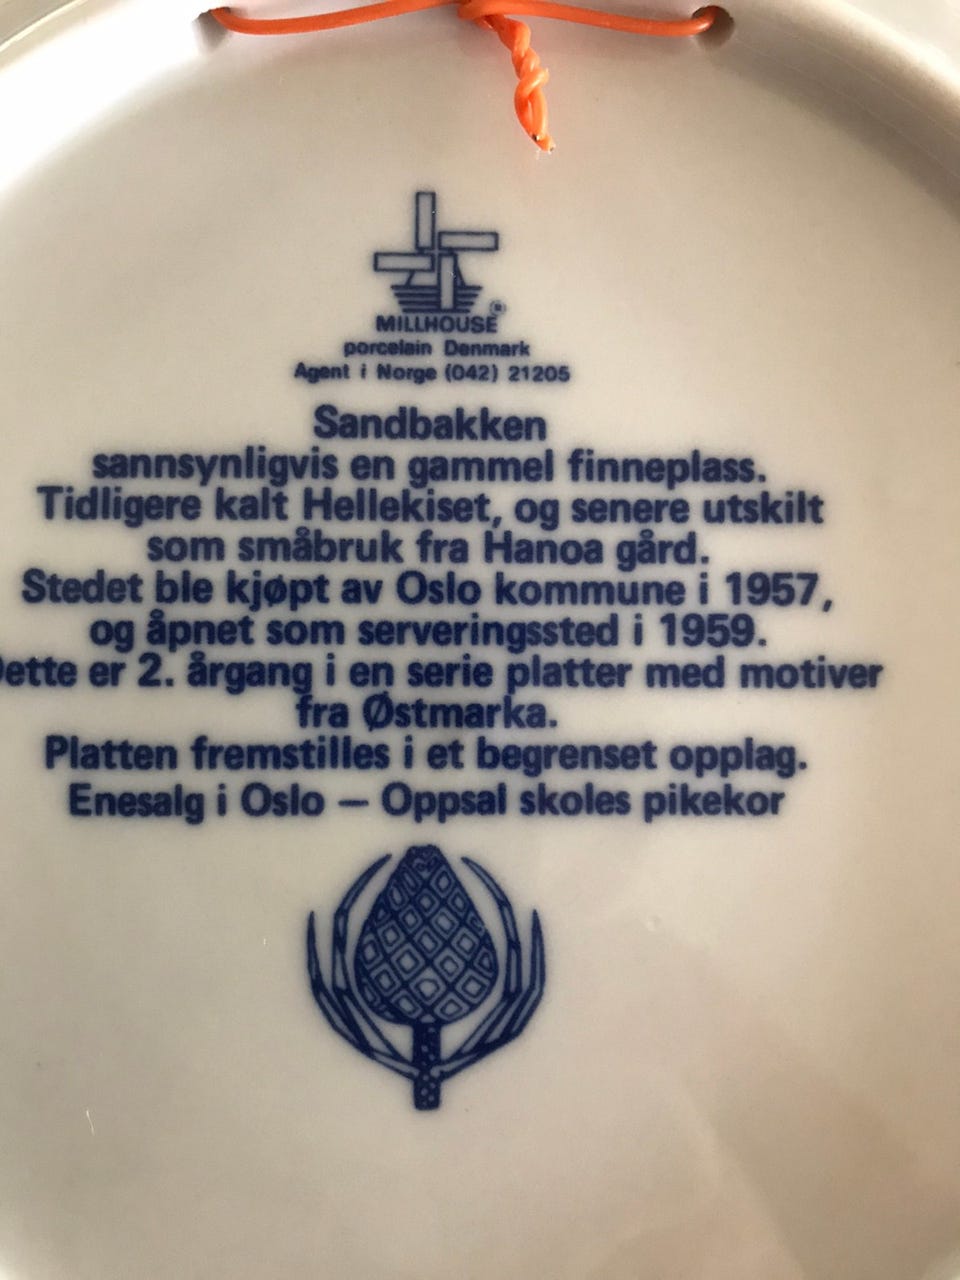 MILLHOUSE ®
porcelain Denmark
Agent i Norge (042) 21205
Sandbakken
sannsynligvis en gammel finneplass.
Tidligere kalt Hellekiset, og senere utskilt
som småbruk fra Hanoa gård.
Stedet ble kjøpt av Oslo kommune i 1957,
og åpnet som serveringssted i 1959.
Dette er 2. årgang i en serie platter med motiver
fra Østmarka.
Platten fremstilles i et begrenset opplag.
Enesalg i Oslo – Oppsal skoles pikekor